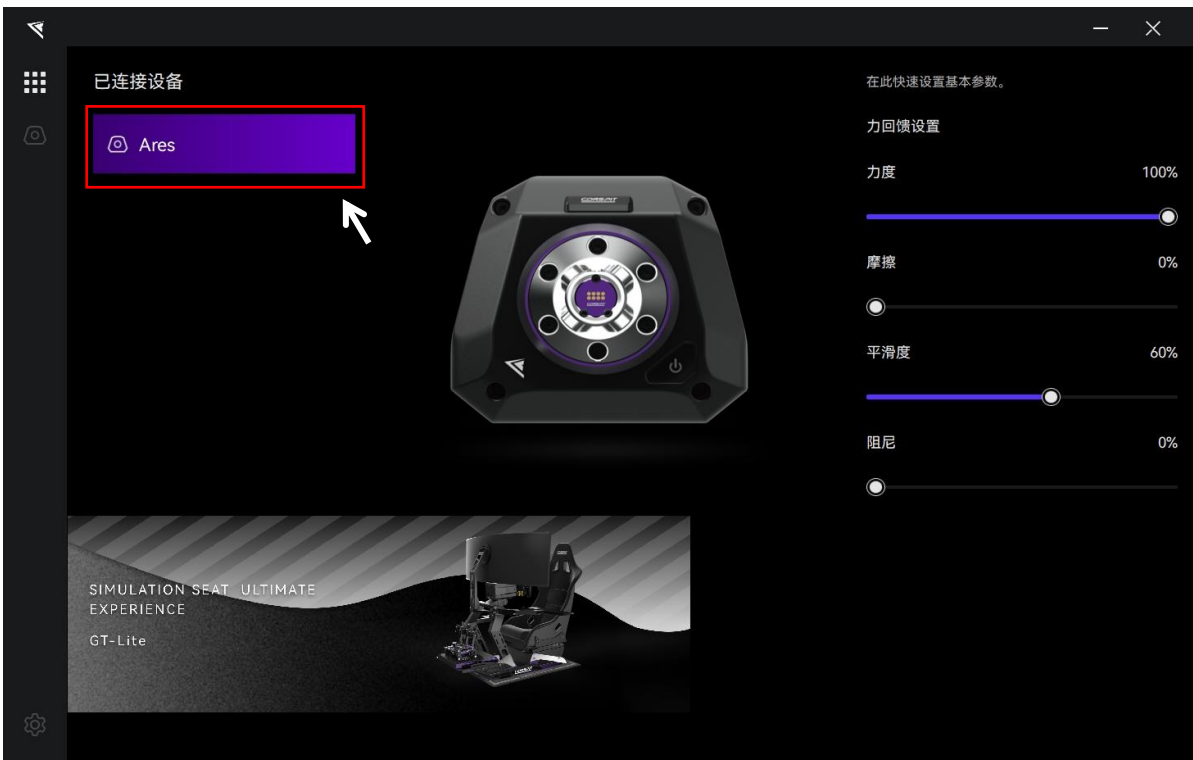 已连接设备
Ares
在此快速设置基本参数。
力回馈设置
力度
100%
摩擦
0%
平滑度
60%
阻尼
0%
SIMULATION SEAT ULTIMATE
EXPERIENCE
GT-Lite